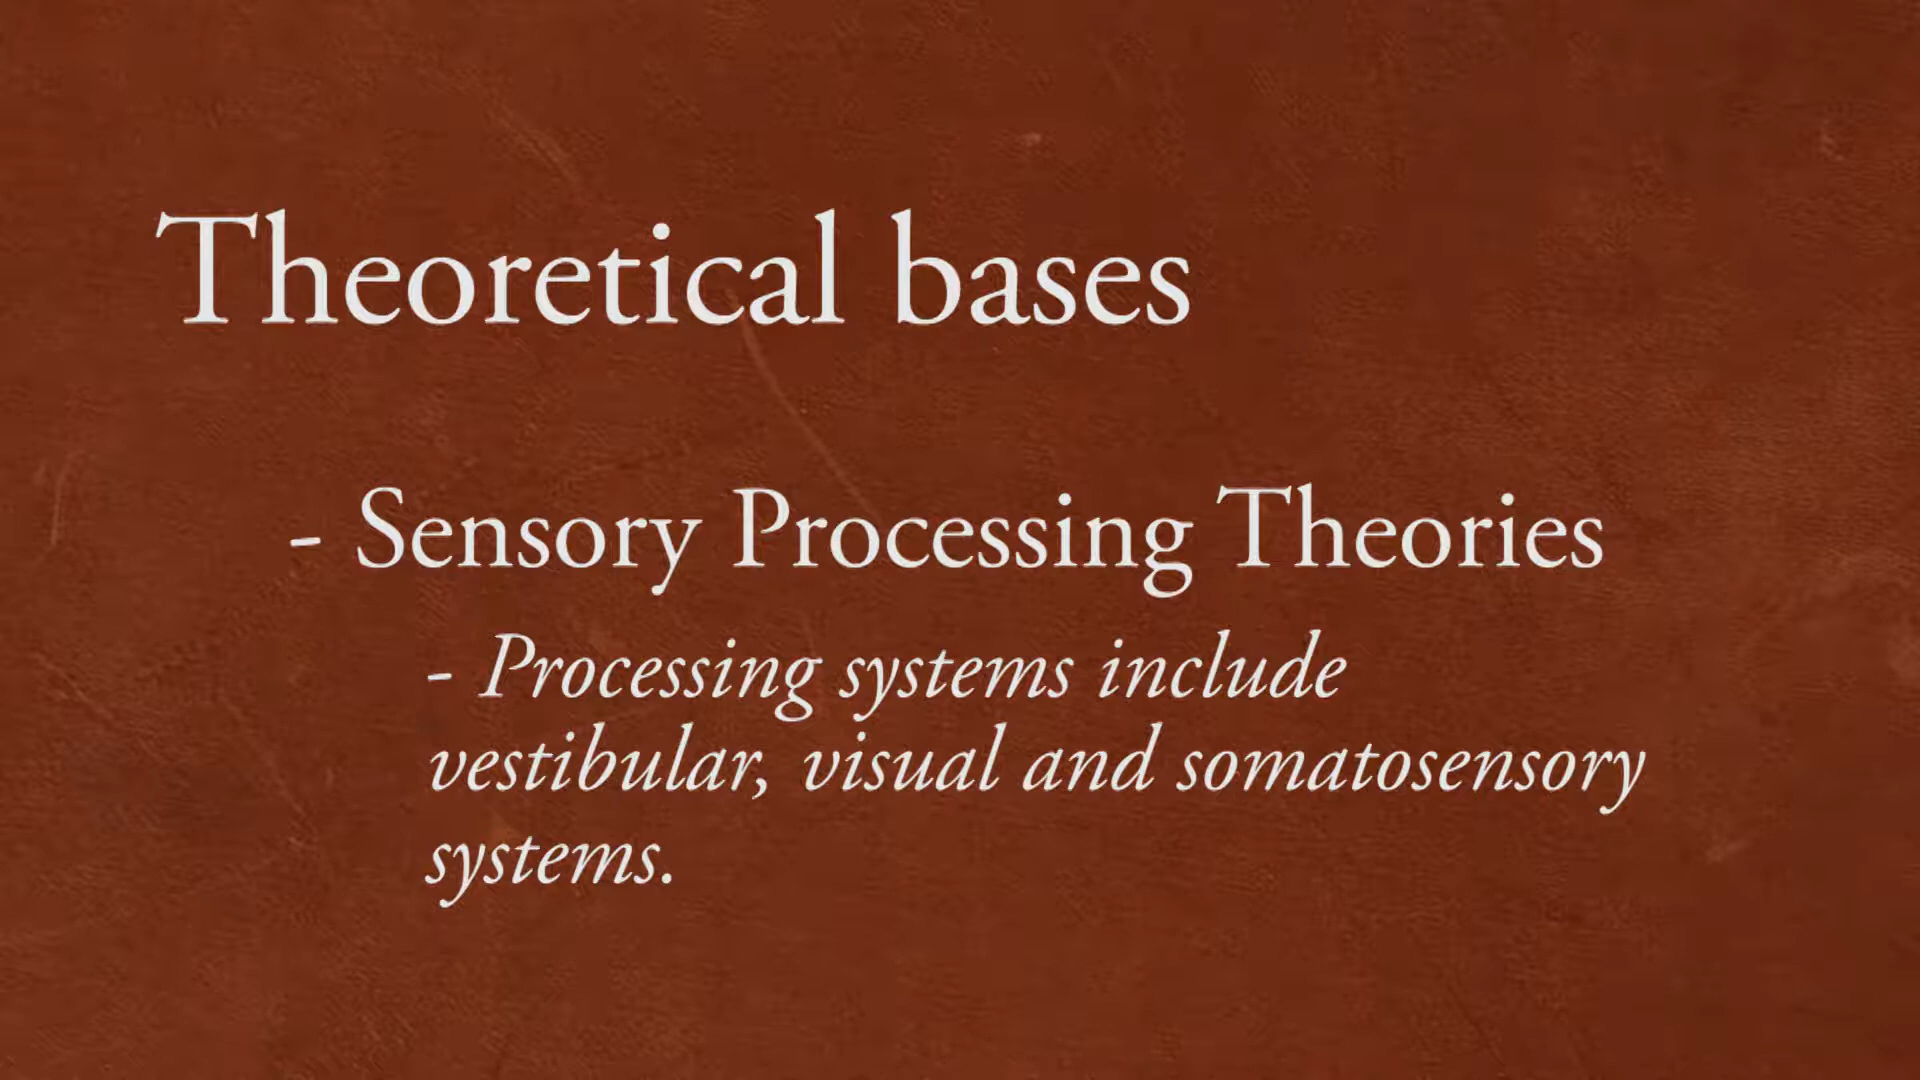 Theoretical bases
- Sensory Processing Theories
- Processing systems include
vestibular, visual and somatosensory
systems.